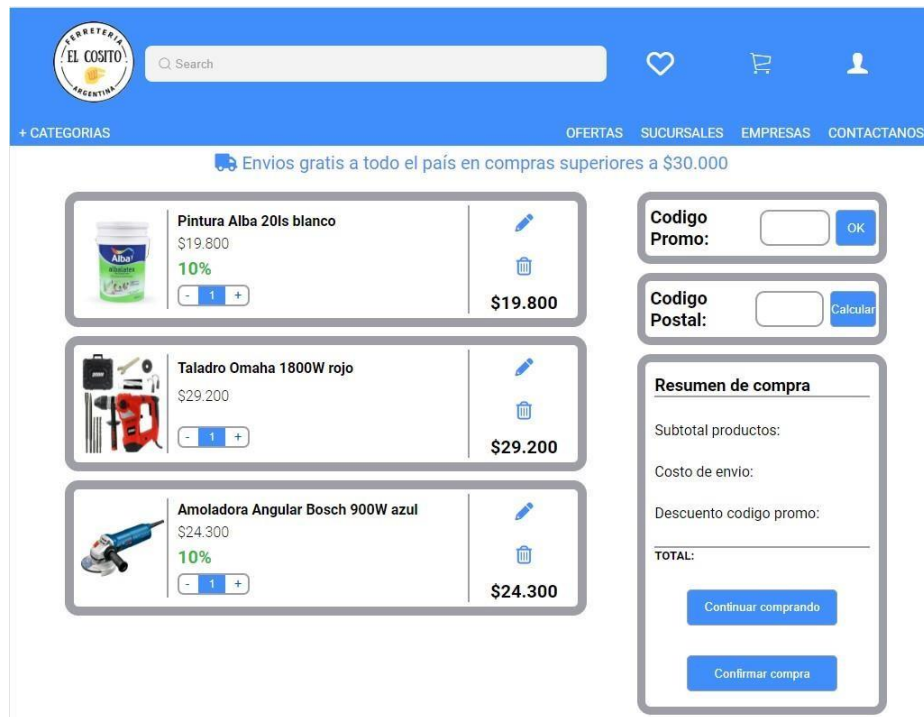 FERRETERIA
EL COSITO
ARGENTINA
Search
+ CATEGORIAS
OFERTAS SUCURSALES EMPRESAS CONTACTANOS
Envios gratis a todo el país en compras superiores a $30.000
Pintura Alba 20ls blanco
$19.800
10%
- 1 +
$19.800
Alba
albalatex
Taladro Omaha 1800W rojo
$29.200
- 1 +
$29.200
Amoladora Angular Bosch 900W azul
$24.300
10%
- 1 +
$24.300
Codigo
Promo:
OK
Codigo
Postal:
Calcular
Resumen de compra
Subtotal productos:
Costo de envio:
Descuento codigo promo:
TOTAL:
Continuar comprando
Confirmar compra